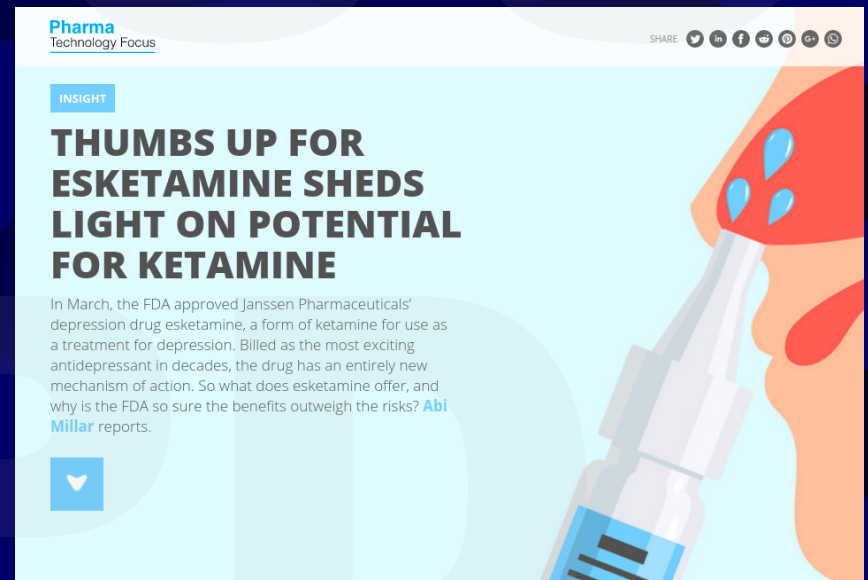 Pharma
Technology Focus
SHARE
INSIGHT
THUMBS UP FOR
ESKETAMINE SHEDS
LIGHT ON POTENTIAL
FOR KETAMINE
In March, the FDA approved Janssen Pharmaceuticals’
depression drug esketamine, a form of ketamine for use as
a treatment for depression. Billed as the most exciting
antidepressant in decades, the drug has an entirely new
mechanism of action. So what does esketamine offer, and
why is the FDA so sure the benefits outweigh the risks? Abi
Millar reports.